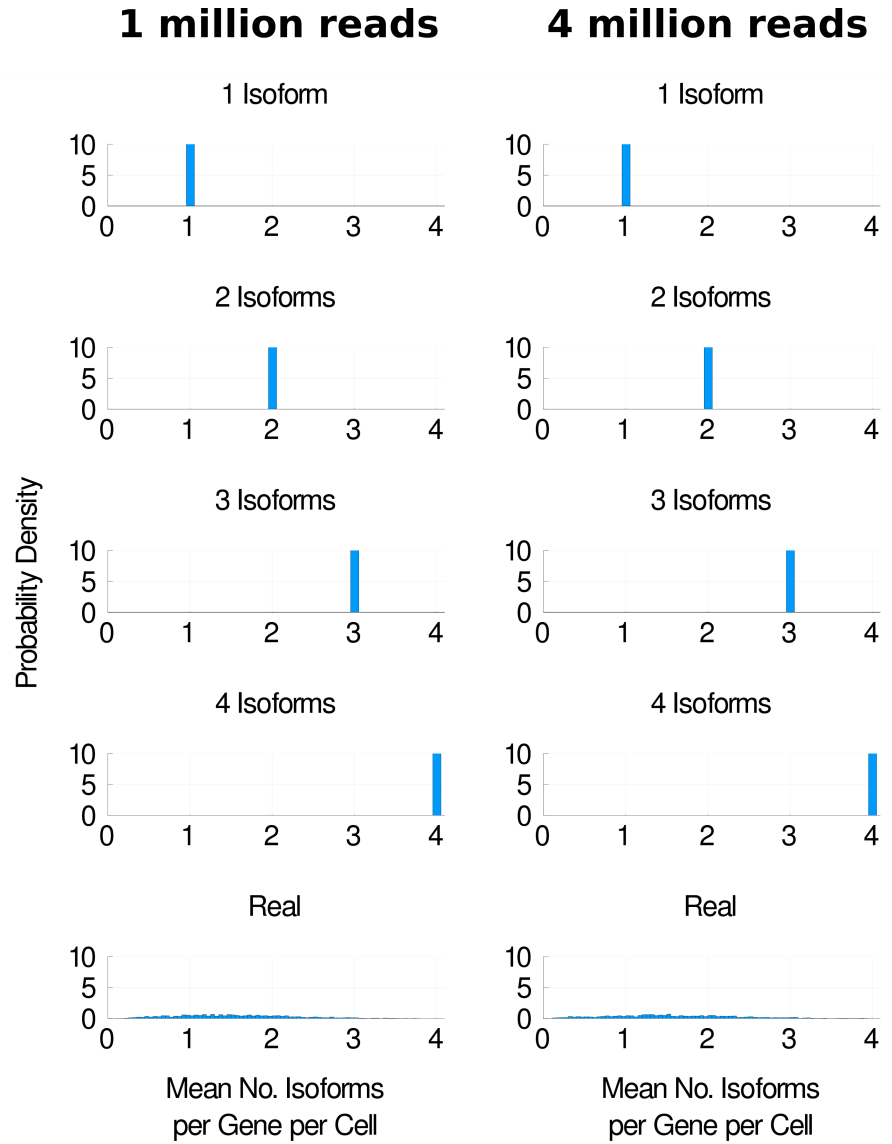 1 million reads 4 million reads
1 Isoform 1 Isoform
10 10
5 5
0 0
0 1 2 3 4 0 1 2 3 4
2 Isoforms 2 Isoforms
10 10
5 5
0 0
0 1 2 3 4 0 1 2 3 4
3 Isoforms 3 Isoforms
10 10
5 5
0 0
0 1 2 3 4 0 1 2 3 4
Probability Density
4 Isoforms 4 Isoforms
10 10
5 5
0 0
0 1 2 3 4 0 1 2 3 4
Real Real
10 10
5 5
0 0
0 1 2 3 4 0 1 2 3 4
Mean No. Isoforms Mean No. Isoforms
per Gene per Cell per Gene per Cell